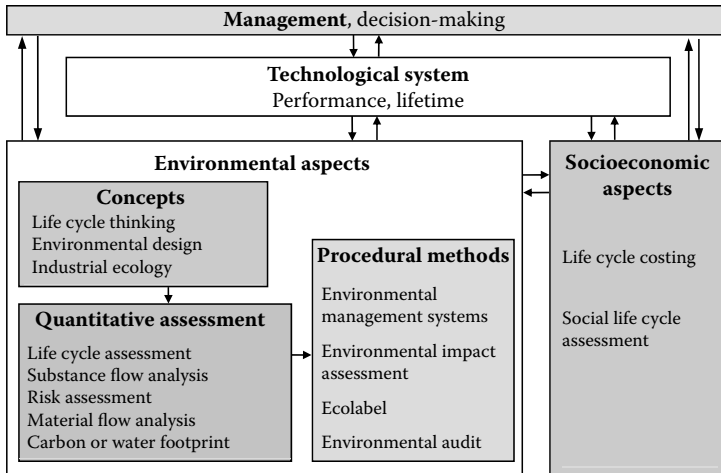 Management, decision-making
Technological system
Performance, lifetime
Environmental aspects
Concepts
Life cycle thinking
Environmental design
Industrial ecology
Quantitative assessment
Life cycle assessment
Substance flow analysis
Risk assessment
Material flow analysis
Carbon or water footprint
Procedural methods
Environmental
management systems
Environmental impact
assessment
Ecolabel
Environmental audit
Socioeconomic
aspects
Life cycle costing
Social life cycle
assessment